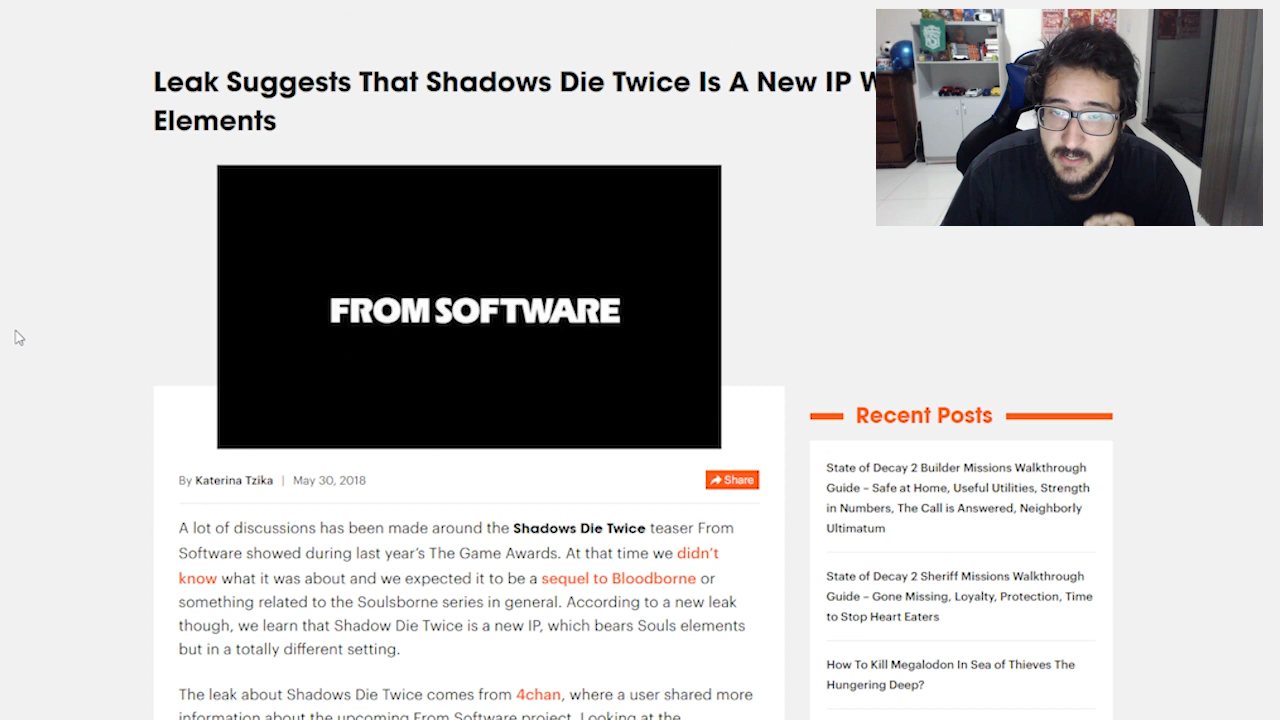 Leak Suggests That Shadows Die Twice Is A New IP W
Elements
FROM SOFTWARE
By Katerina Tzika | May 30, 2018
Share
A lot of discussions has been made around the Shadows Die Twice teaser From
Software showed during last year's The Game Awards. At that time we didn't
know what it was about and we expected it to be a sequel to Bloodborne or
something related to the Soulsborne series in general. According to a new leak
though, we learn that Shadow Die Twice is a new IP, which bears Souls elements
but in a totally different setting.
The leak about Shadows Die Twice comes from 4chan, where a user shared more
information about the upcoming From Software project. Looking at the
Recent Posts
State of Decay 2 Builder Missions Walkthrough
Guide – Safe at Home, Useful Utilities, Strength
in Numbers, The Call is Answered, Neighborly
Ultimatum
State of Decay 2 Sheriff Missions Walkthrough
Guide – Gone Missing, Loyalty, Protection, Time
to Stop Heart Eaters
How To Kill Megalodon In Sea of Thieves The
Hungering Deep?